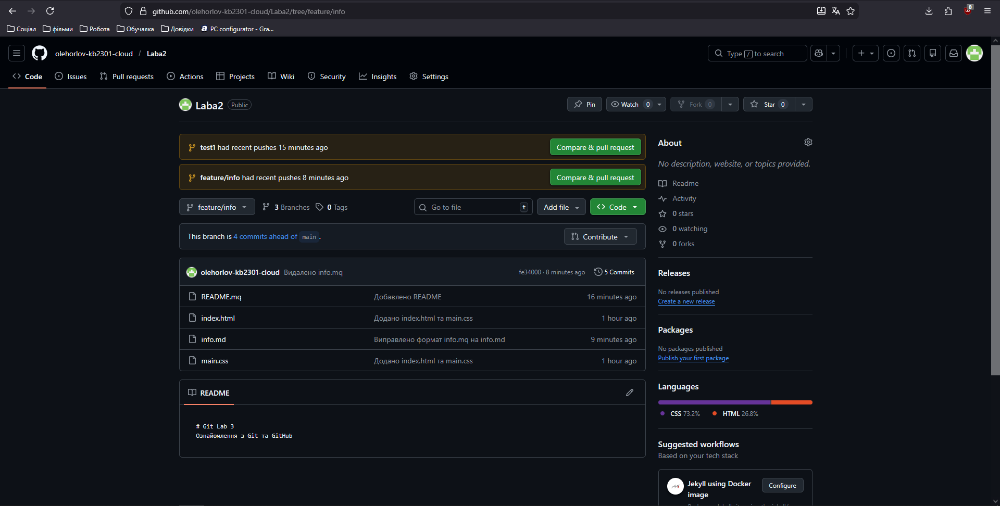 github.com/olehorlov-kb2301-cloud/Laba2/tree/feature/info
8
Соціал
фільми
Робота
Обучалка
Довідки
a PC configurator - Gra...
olehorlov-kb2301-cloud / Laba2
Type / to search
Code
Issues
Pull requests
Actions
Projects
Wiki
Security
Insights
Settings
Laba2 Public
Pin
Watch 0
Fork 0
Star 0
test1 had recent pushes 15 minutes ago
Compare & pull request
feature/info had recent pushes 8 minutes ago
Compare & pull request
feature/info
3 Branches
0 Tags
Go to file t
Add file
Code
This branch is 4 commits ahead of main .
Contribute
olehorlov-kb2301-cloud Видалено info.mq fe34000 · 8 minutes ago 5 Commits
README.mq Добавлено README 16 minutes ago
index.html Додано index.html та main.css 1 hour ago
info.md Виправлено формат info.mq на info.md 9 minutes ago
main.css Додано index.html та main.css 1 hour ago
README
# Git Lab 3
Ознайомлення з Git та GitHub
About
No description, website, or topics provided.
Readme
Activity
0 stars
0 watching
0 forks
Releases
No releases published
Create a new release
Packages
No packages published
Publish your first package
Languages
CSS 73.2% HTML 26.8%
Suggested workflows
Based on your tech stack
Jekyll using Docker image
Configure